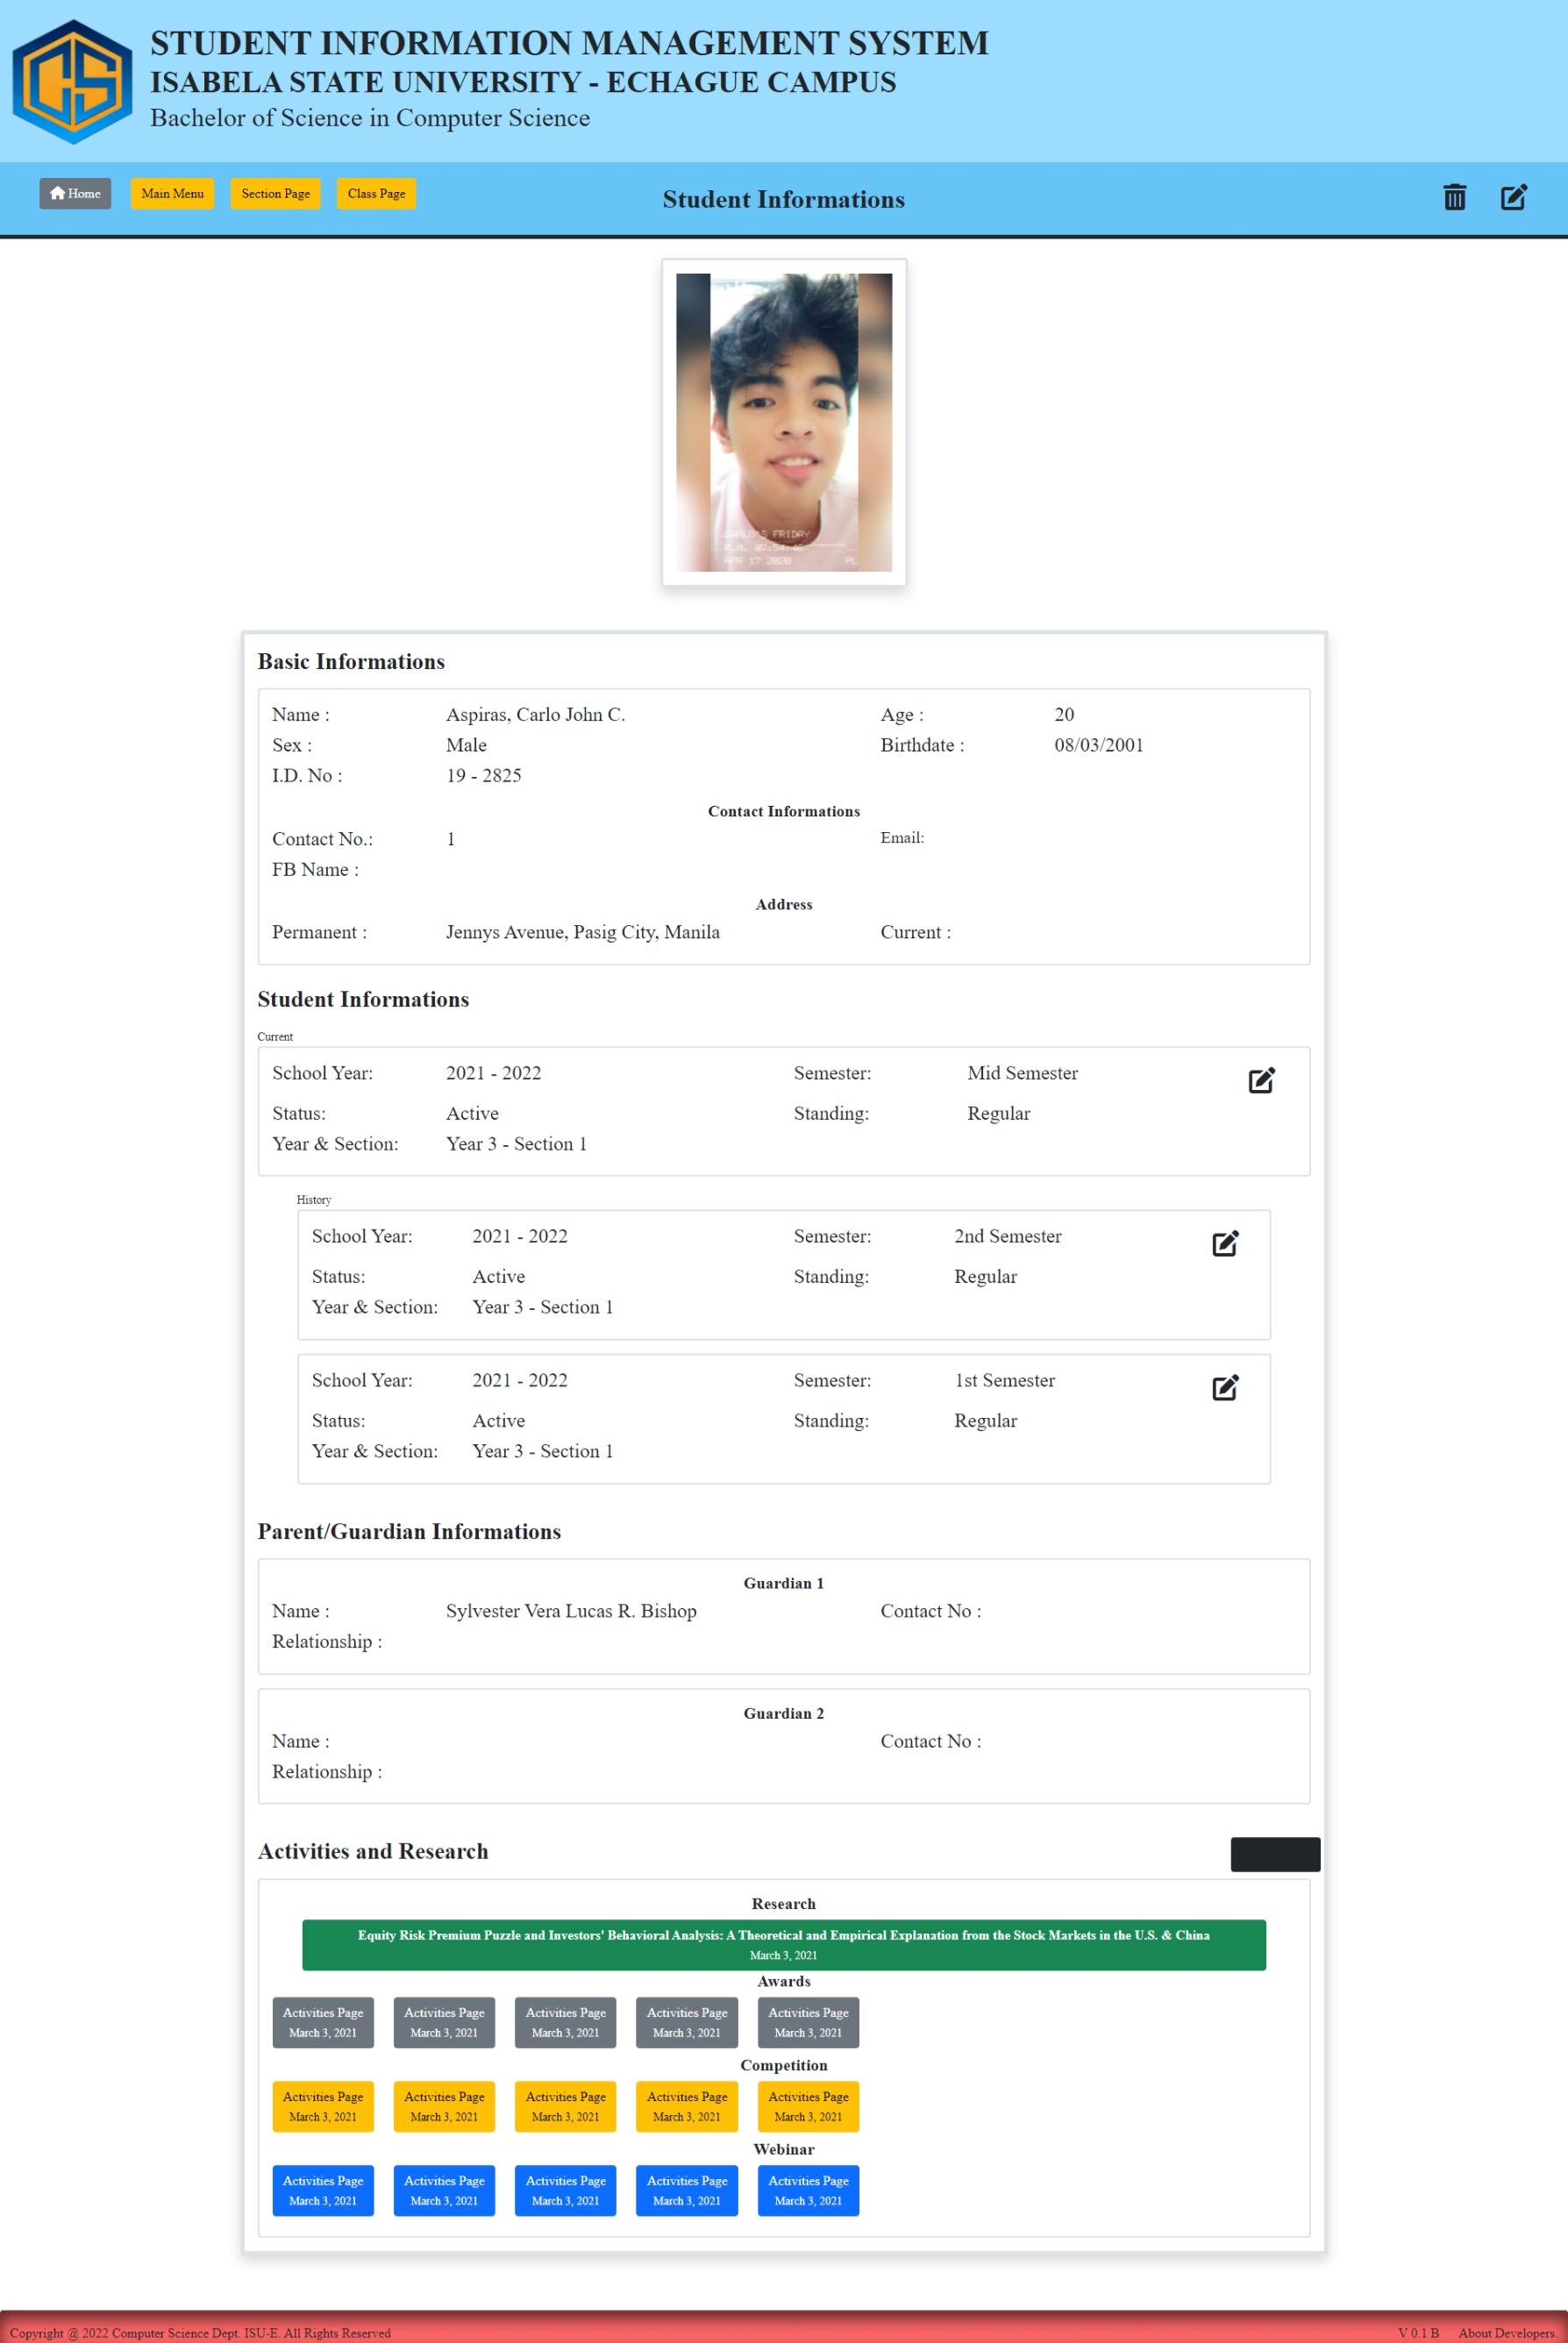 CS
STUDENT INFORMATION MANAGEMENT SYSTEM
ISABELA STATE UNIVERSITY - ECHAGUE CAMPUS
Bachelor of Science in Computer Science
Home Main Menu Section Page Class Page Student Informations
FRIDAY
APR 17 2020
Basic Informations
Name : Aspiras, Carlo John C. Age : 20
Sex : Male Birthdate : 08/03/2001
I.D. No : 19 - 2825
Contact Informations
Contact No.: 1 Email:
FB Name :
Address
Permanent : Jennys Avenue, Pasig City, Manila Current :
Student Informations
Current
School Year: 2021 - 2022 Semester: Mid Semester
Status: Active Standing: Regular
Year & Section: Year 3 - Section 1
History
School Year: 2021 - 2022 Semester: 2nd Semester
Status: Active Standing: Regular
Year & Section: Year 3 - Section 1
School Year: 2021 - 2022 Semester: 1st Semester
Status: Active Standing: Regular
Year & Section: Year 3 - Section 1
Parent/Guardian Informations
Guardian 1
Name : Sylvester Vera Lucas R. Bishop Contact No :
Relationship :
Guardian 2
Name : Contact No :
Relationship :
Activities and Research
Research
Equity Risk Premium Puzzle and Investors' Behavioral Analysis: A Theoretical and Empirical Explanation from the Stock Markets in the U.S. & China
March 3, 2021
Awards
Activities Page Activities Page Activities Page Activities Page Activities Page
March 3, 2021 March 3, 2021 March 3, 2021 March 3, 2021 March 3, 2021
Competition
Activities Page Activities Page Activities Page Activities Page Activities Page
March 3, 2021 March 3, 2021 March 3, 2021 March 3, 2021 March 3, 2021
Webinar
Activities Page Activities Page Activities Page Activities Page Activities Page
March 3, 2021 March 3, 2021 March 3, 2021 March 3, 2021 March 3, 2021
Copyright @ 2022 Computer Science Dept. ISU-E. All Rights Reserved V 0.1 B About Developers.